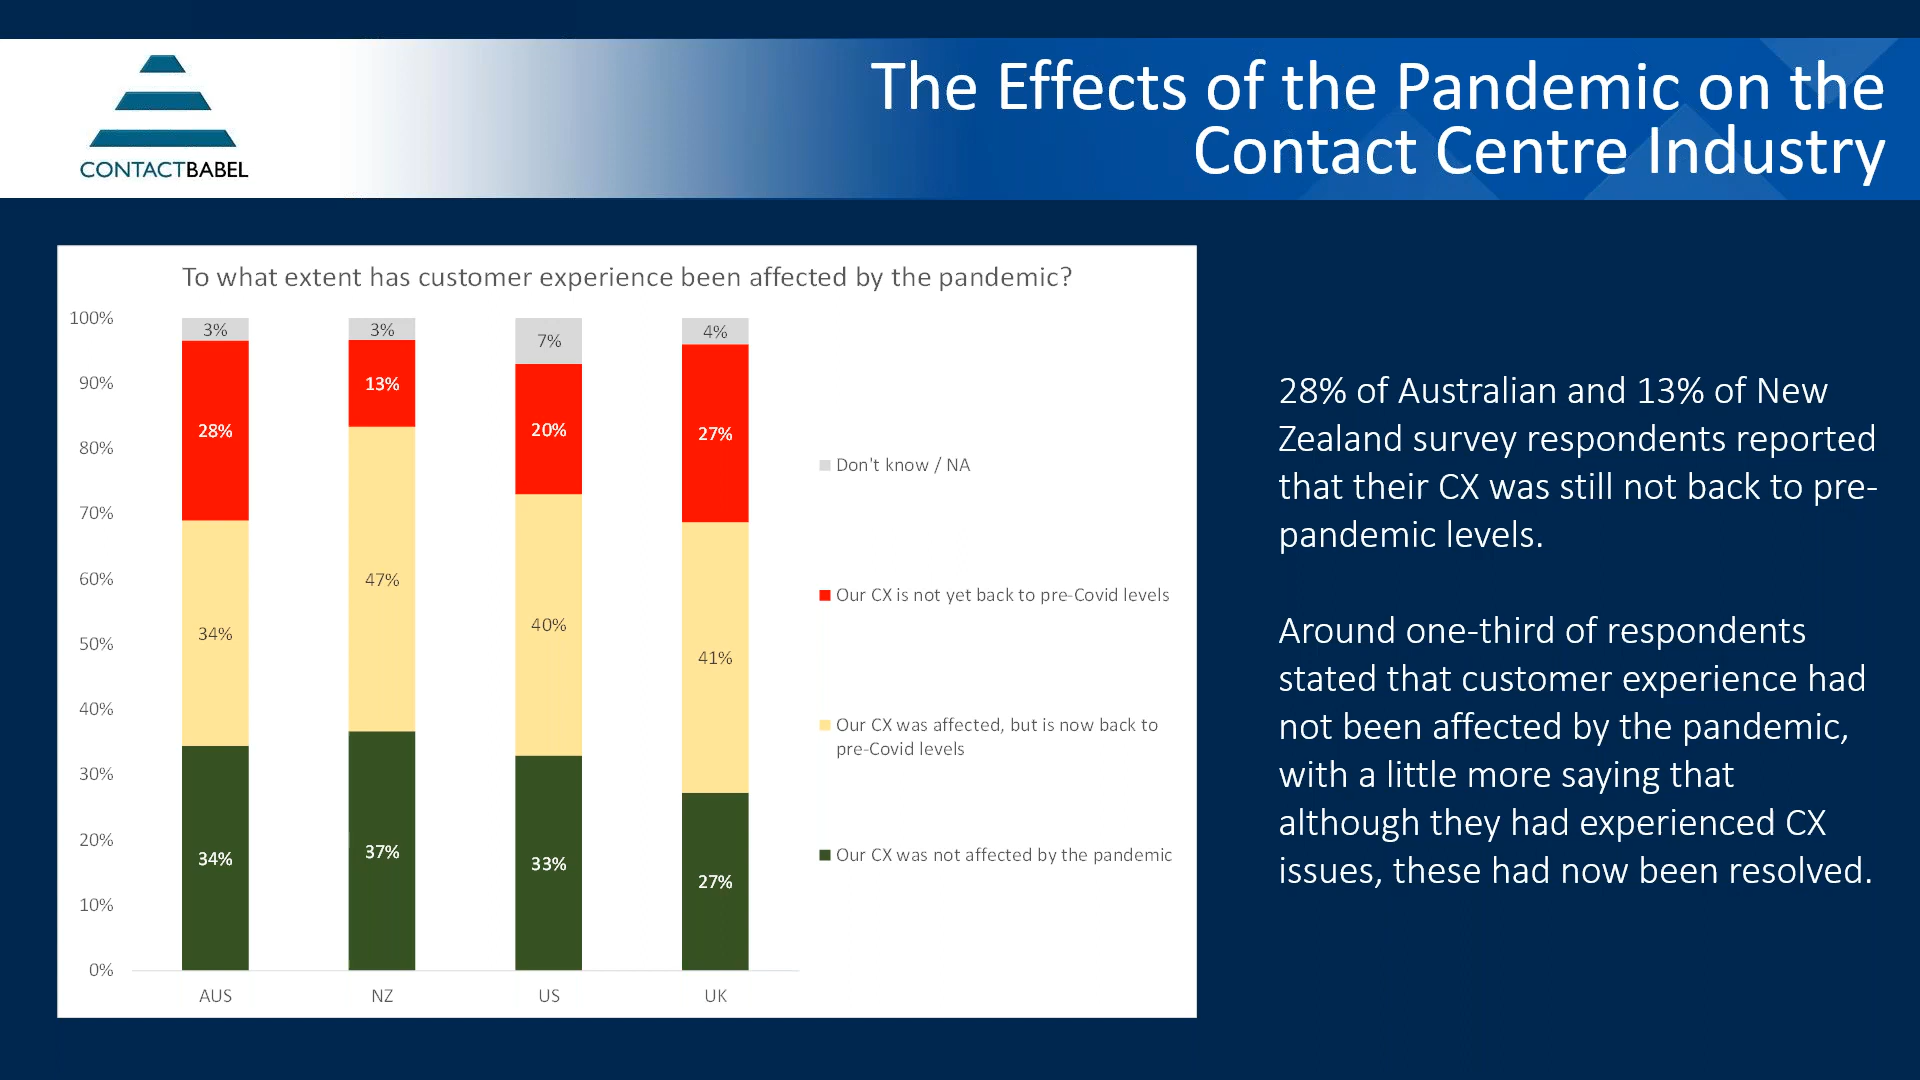 The Effects of the Pandemic on the
Contact Centre Industry
CONTACTBABEL
To what extent has customer experience been affected by the pandemic?
100%
90%
80%
70%
60%
50%
40%
30%
20%
10%
0%
3%
28%
34%
34%
AUS
3%
13%
47%
37%
NZ
7%
20%
40%
33%
US
4%
27%
41%
27%
UK
Don't know / NA
Our CX is not yet back to pre-Covid levels
Our CX was affected, but is now back to
pre-Covid levels
Our CX was not affected by the pandemic
28% of Australian and 13% of New
Zealand survey respondents reported
that their CX was still not back to pre-
pandemic levels.
Around one-third of respondents
stated that customer experience had
not been affected by the pandemic,
with a little more saying that
although they had experienced CX
issues, these had now been resolved.